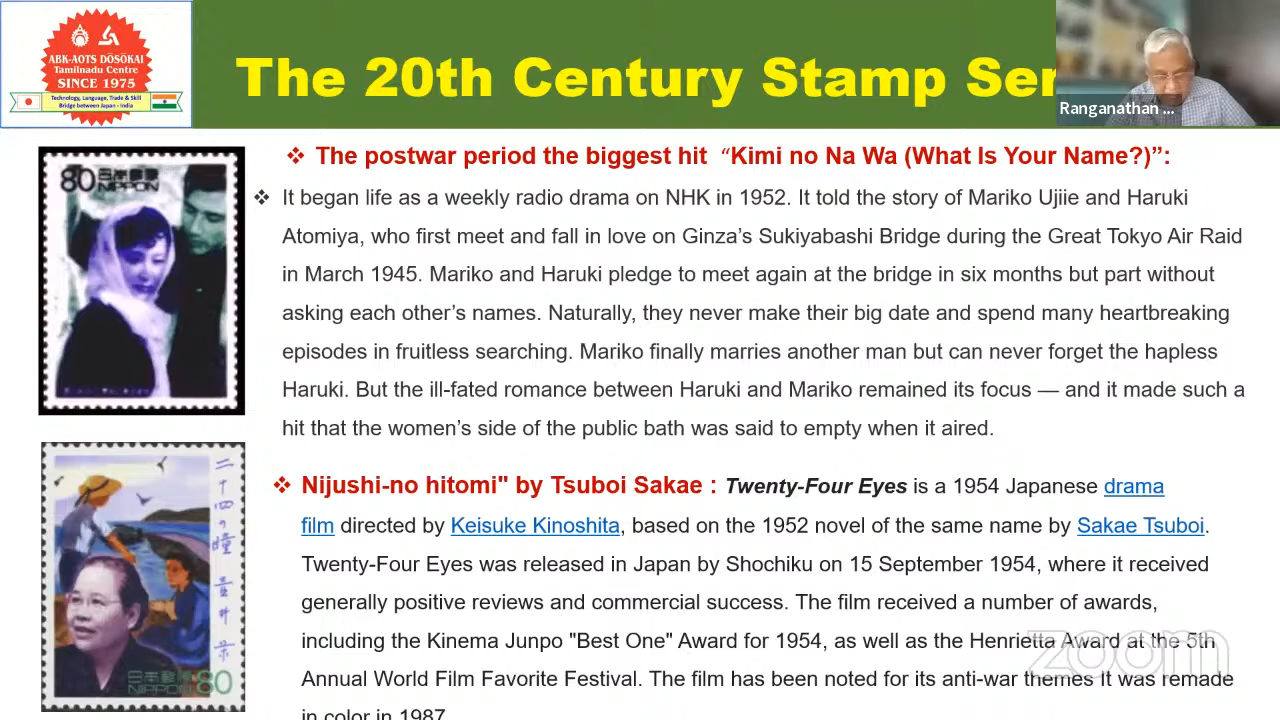 ABK-AOTS DŌSŌKAI
Tamilnadu Centre
SINCE 1975
Technology, Language, Trade & Skill
Bridge between Japan - India
The 20th Century Stamp Ser
Ranganathan ...
80 日本郵便
NIPPON
❖ The postwar period the biggest hit “Kimi no Na Wa (What Is Your Name?)”:
❖ It began life as a weekly radio drama on NHK in 1952. It told the story of Mariko Ujiie and Haruki
Atomiya, who first meet and fall in love on Ginza’s Sukiyabashi Bridge during the Great Tokyo Air Raid
in March 1945. Mariko and Haruki pledge to meet again at the bridge in six months but part without
asking each other’s names. Naturally, they never make their big date and spend many heartbreaking
episodes in fruitless searching. Mariko finally marries another man but can never forget the hapless
Haruki. But the ill-fated romance between Haruki and Mariko remained its focus — and it made such a
hit that the women’s side of the public bath was said to empty when it aired.
二十四の瞳 壺井栄
日本郵便
NIPPON 80
❖ Nijushi-no hitomi" by Tsuboi Sakae : Twenty-Four Eyes is a 1954 Japanese drama
film directed by Keisuke Kinoshita, based on the 1952 novel of the same name by Sakae Tsuboi.
Twenty-Four Eyes was released in Japan by Shochiku on 15 September 1954, where it received
generally positive reviews and commercial success. The film received a number of awards,
including the Kinema Junpo "Best One" Award for 1954, as well as the Henrietta Award at the 5th
Annual World Film Favorite Festival. The film has been noted for its anti-war themes It was remade
in color in 1987
zoom